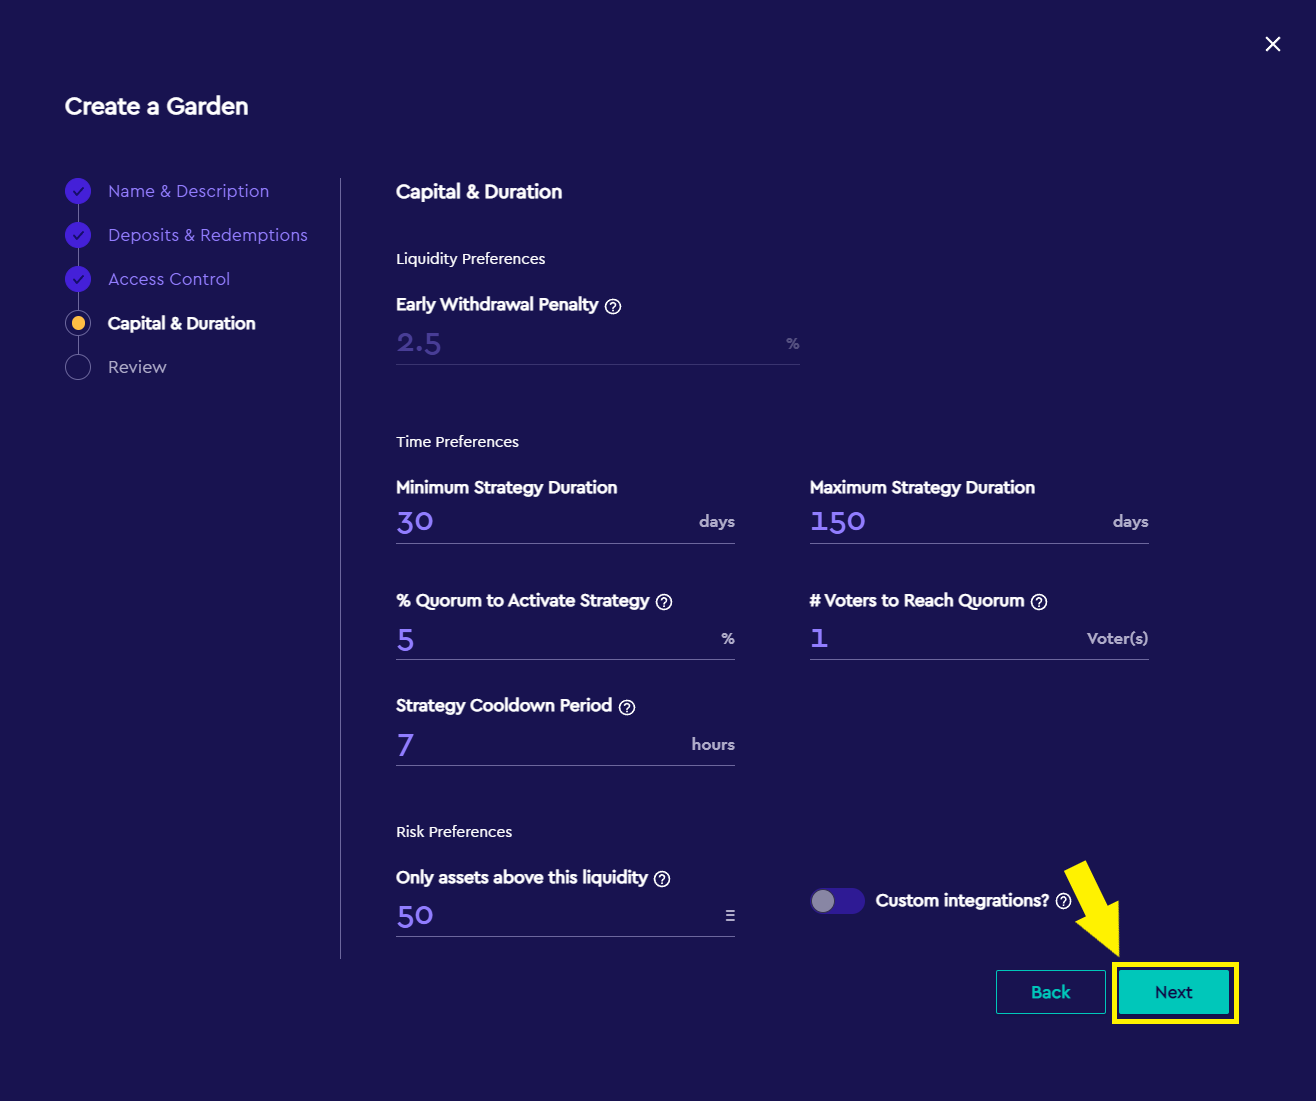 Create a Garden
Name & Description
Deposits & Redemptions
Access Control
Capital & Duration
Review
Capital & Duration
Liquidity Preferences
Early Withdrawal Penalty ?
2.5 %
Time Preferences
Minimum Strategy Duration
30 days
Maximum Strategy Duration
150 days
% Quorum to Activate Strategy ?
5 %
# Voters to Reach Quorum ?
1 Voter(s)
Strategy Cooldown Period ?
7 hours
Risk Preferences
Only assets above this liquidity ?
50 Ξ
Custom integrations? ?
Back
Next